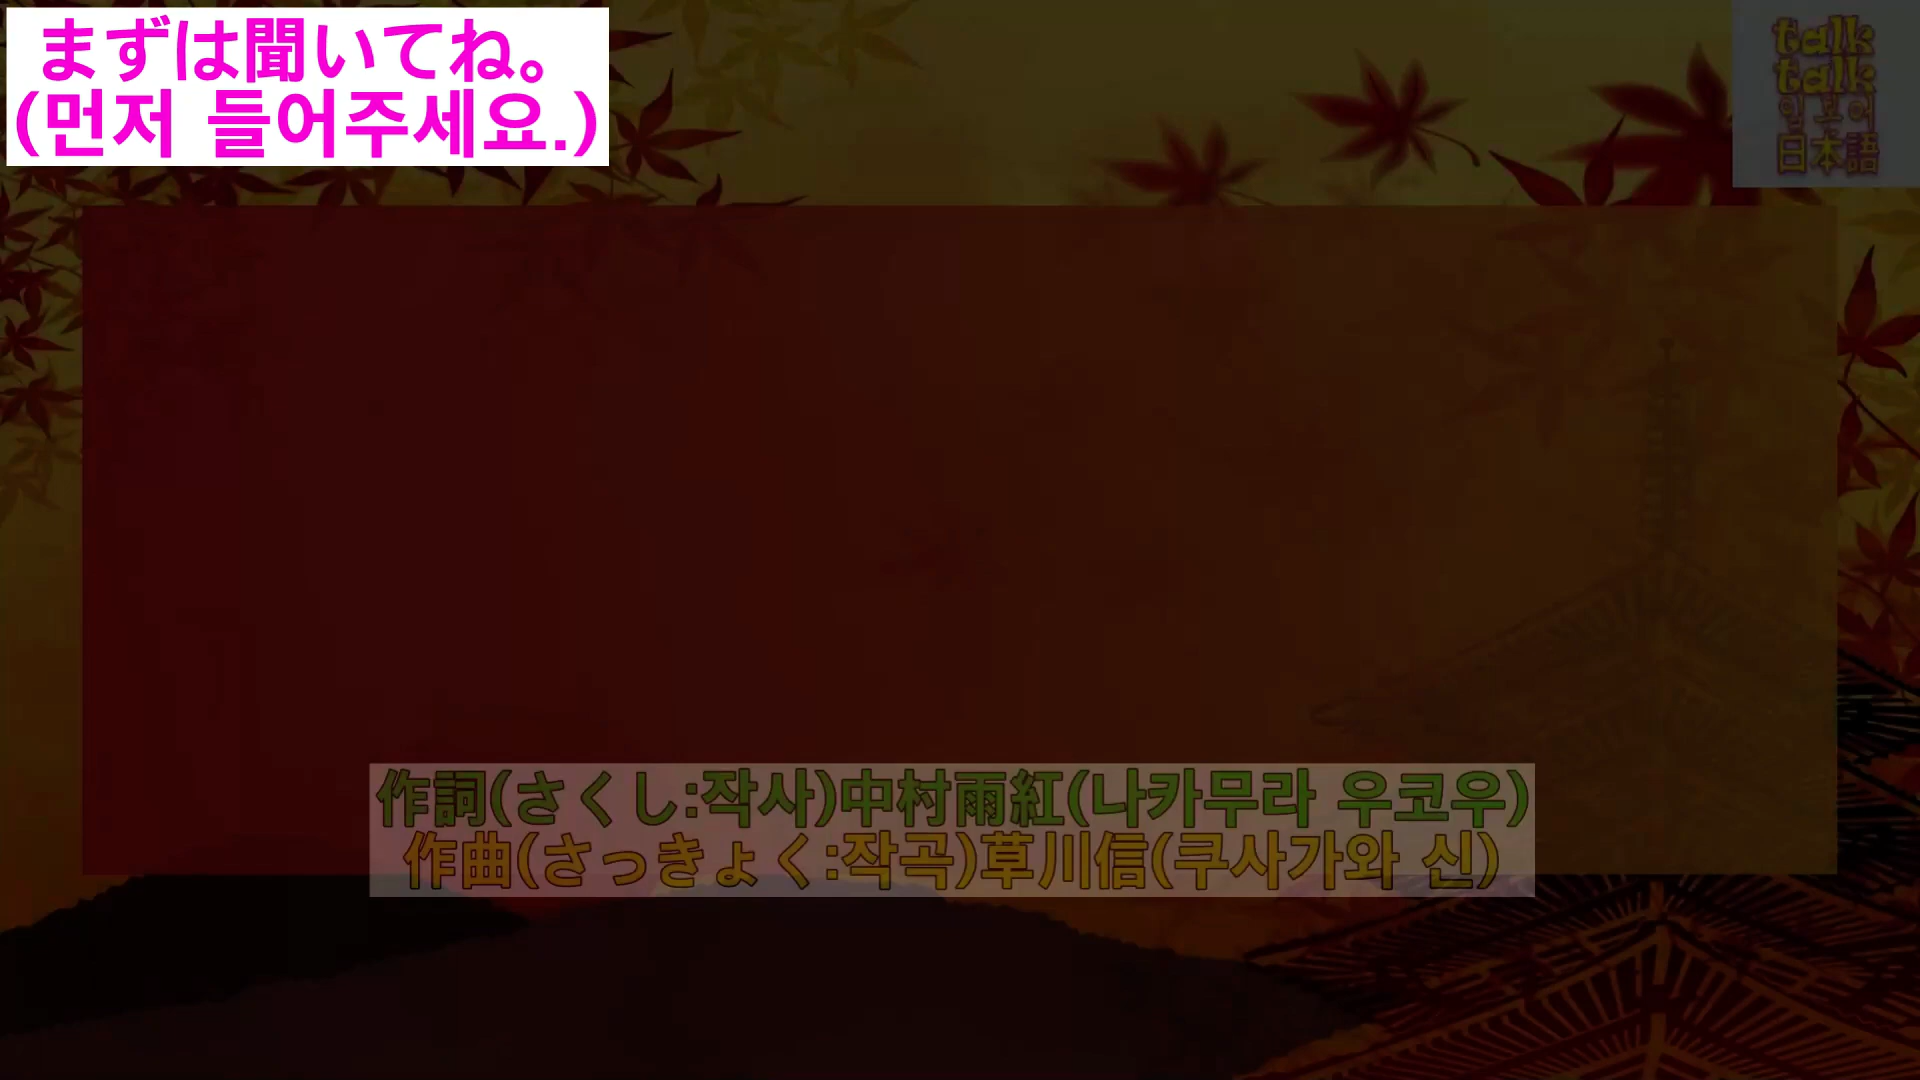 まずは聞いてね。
(먼저 들어주세요.)
talk
talk
일본어
日本語
作詞(さくし:작사)中村雨紅(나카무라 우코우)
作曲(さっきょく:작곡)草川信(쿠사가와 신)